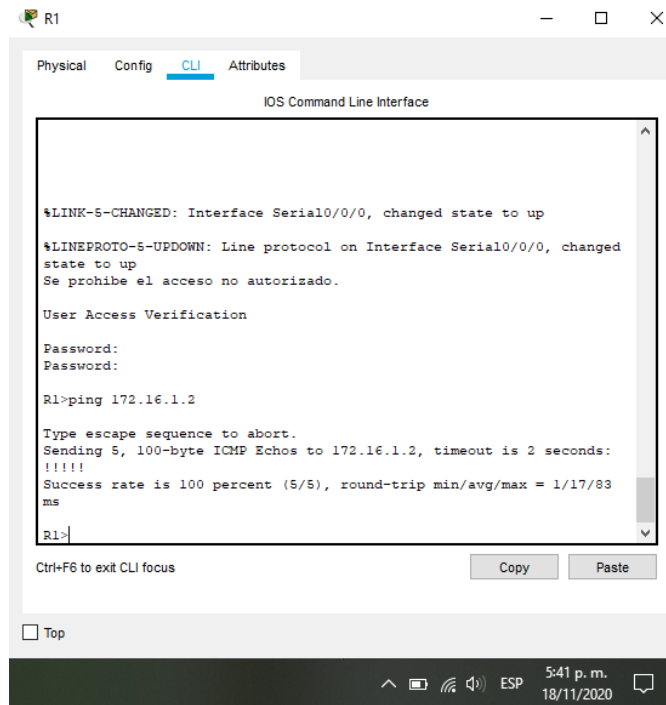 R1
Physical Config CLI Attributes
IOS Command Line Interface
%LINK-5-CHANGED: Interface Serial0/0/0, changed state to up
%LINEPROTO-5-UPDOWN: Line protocol on Interface Serial0/0/0, changed
state to up
Se prohibe el acceso no autorizado.
User Access Verification
Password:
Password:
R1>ping 172.16.1.2
Type escape sequence to abort.
Sending 5, 100-byte ICMP Echos to 172.16.1.2, timeout is 2 seconds:
!!!!!
Success rate is 100 percent (5/5), round-trip min/avg/max = 1/17/83
ms
R1>
Ctrl+F6 to exit CLI focus
Copy Paste
Top
ESP 5:41 p. m.
18/11/2020